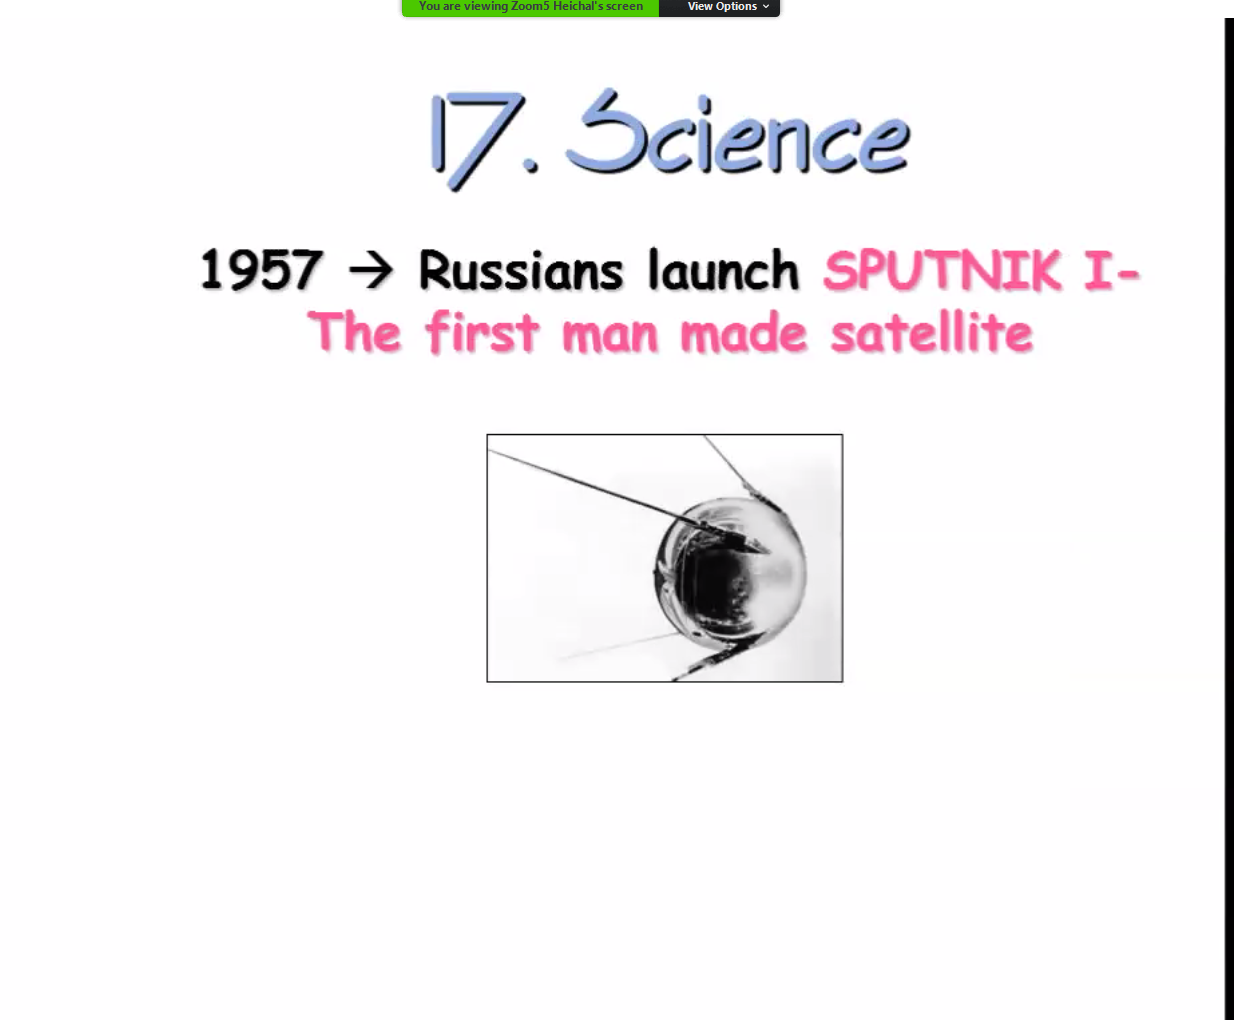 You are viewing Zoom5 Heichal's screen View Options
17. Science
1957 → Russians launch SPUTNIK I-
The first man made satellite